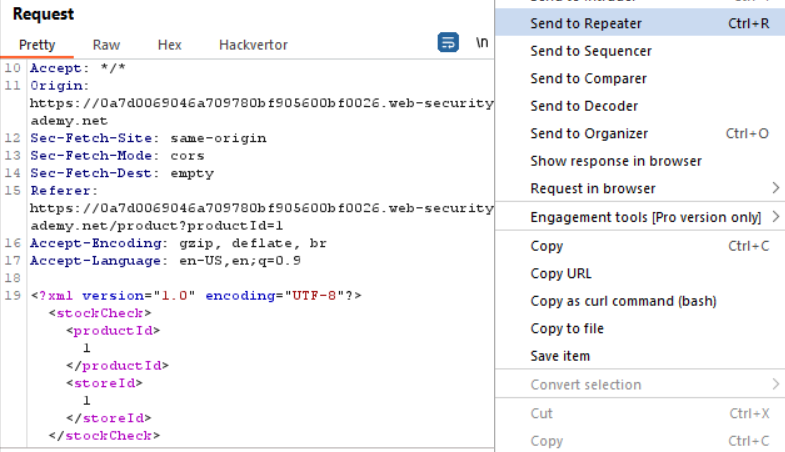 Request
Pretty Raw Hex Hackvertor \n
10 Accept: */*
11 Origin:
https://0a7d0069046a709780bf905600bf0026.web-security
ademy.net
12 Sec-Fetch-Site: same-origin
13 Sec-Fetch-Mode: cors
14 Sec-Fetch-Dest: empty
15 Referer:
https://0a7d0069046a709780bf905600bf0026.web-security
ademy.net/product?productId=1
16 Accept-Encoding: gzip, deflate, br
17 Accept-Language: en-US,en;q=0.9
18
19 <?xml version="1.0" encoding="UTF-8"?>
<stockCheck>
<productId>
1
</productId>
<storeId>
1
</storeId>
</stockCheck>
Send to Repeater Ctrl+R
Send to Sequencer
Send to Comparer
Send to Decoder
Send to Organizer Ctrl+O
Show response in browser
Request in browser
Engagement tools [Pro version only]
Copy Ctrl+C
Copy URL
Copy as curl command (bash)
Copy to file
Save item
Convert selection
Cut Ctrl+X
Copy Ctrl+C